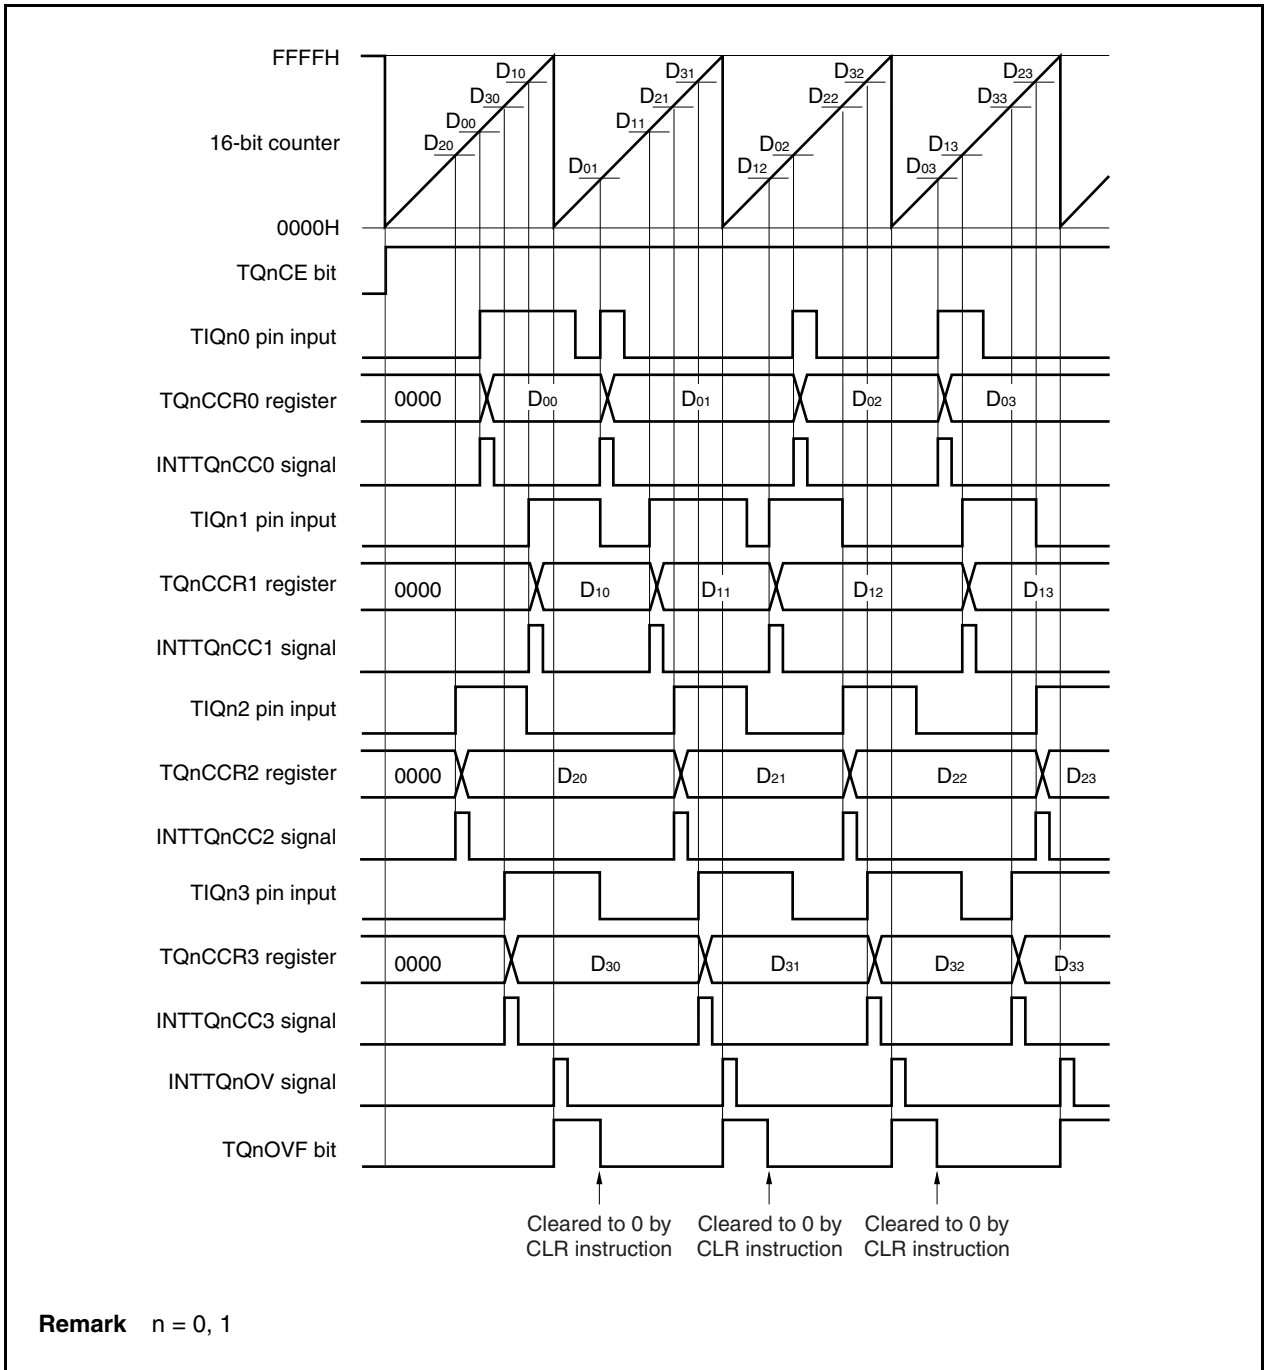 FFFFH
D10 D31 D32 D23
D30 D21 D22 D33
D00 D11
16-bit counter
D20 D02 D13
D01 D12 D03
0000H
TQnCE bit
TIQn0 pin input
TQnCCR0 register 0000 D00 D01 D02 D03
INTTQnCC0 signal
TIQn1 pin input
TQnCCR1 register 0000 D10 D11 D12 D13
INTTQnCC1 signal
TIQn2 pin input
TQnCCR2 register 0000 D20 D21 D22 D23
INTTQnCC2 signal
TIQn3 pin input
TQnCCR3 register 0000 D30 D31 D32 D33
INTTQnCC3 signal
INTTQnOV signal
TQnOVF bit
Cleared to 0 by
CLR instruction
Cleared to 0 by
CLR instruction
Cleared to 0 by
CLR instruction
Remark n = 0, 1